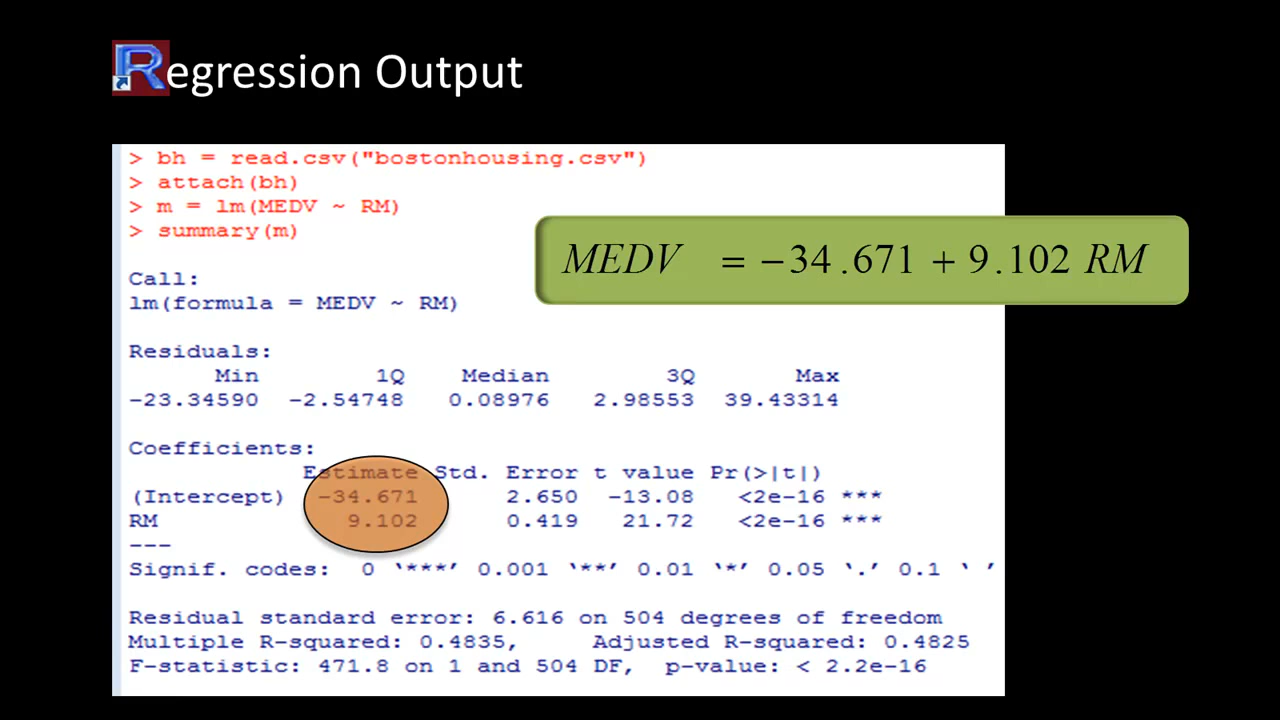 Regression Output
> bh = read.csv("bostonhousing.csv")
> attach(bh)
> m = lm(MEDV ~ RM)
> summary(m)
MEDV = −34.671 + 9.102 RM
Call:
lm(formula = MEDV ~ RM)
Residuals:
Min 1Q Median 3Q Max
-23.34590 -2.54748 0.08976 2.98553 39.43314
Coefficients:
Estimate Std. Error t value Pr(>|t|)
(Intercept) -34.671 2.650 -13.08 <2e-16 ***
RM 9.102 0.419 21.72 <2e-16 ***
---
Signif. codes: 0 ‘***’ 0.001 ‘**’ 0.01 ‘*’ 0.05 ‘.’ 0.1 ‘ ’
Residual standard error: 6.616 on 504 degrees of freedom
Multiple R-squared: 0.4835, Adjusted R-squared: 0.4825
F-statistic: 471.8 on 1 and 504 DF, p-value: < 2.2e-16